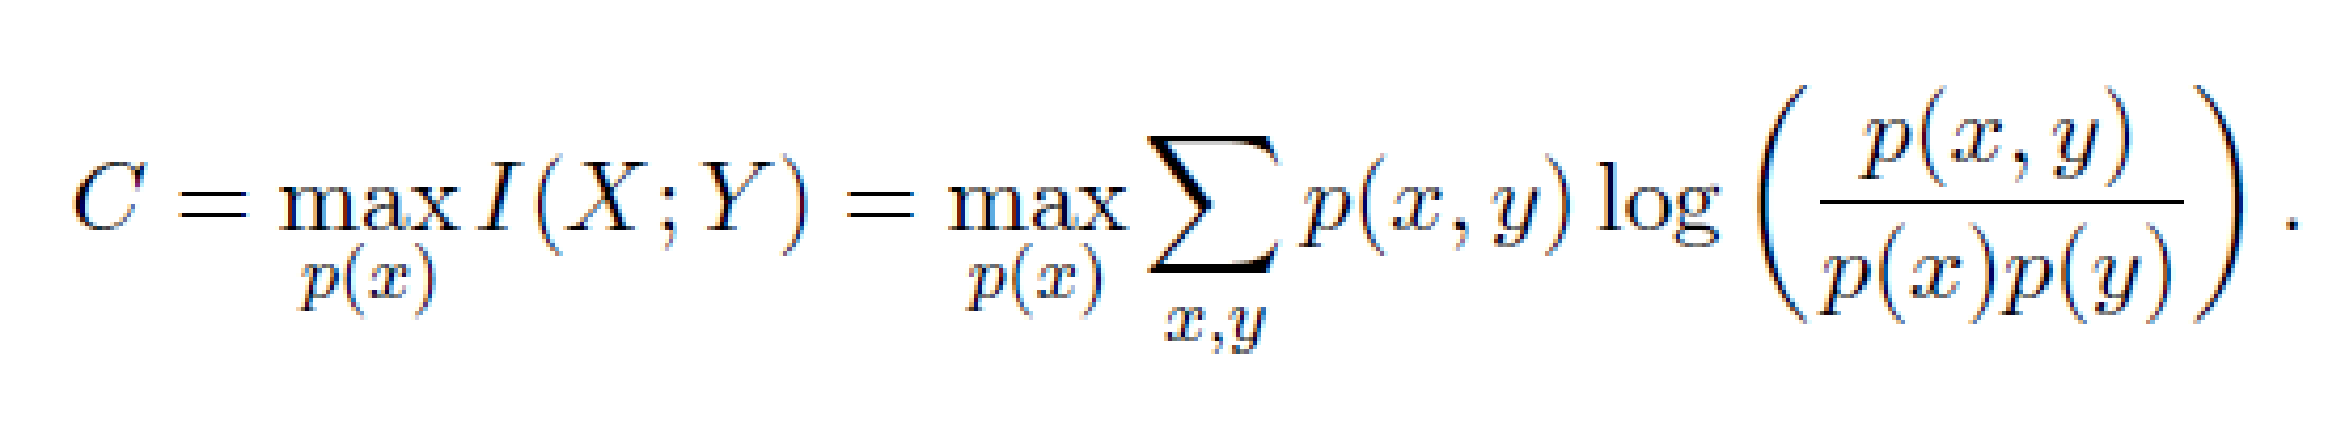 C = max_{p(x)} I(X; Y) = max_{p(x)} ∑_{x,y} p(x, y) log ( p(x, y) / p(x)p(y) ) .